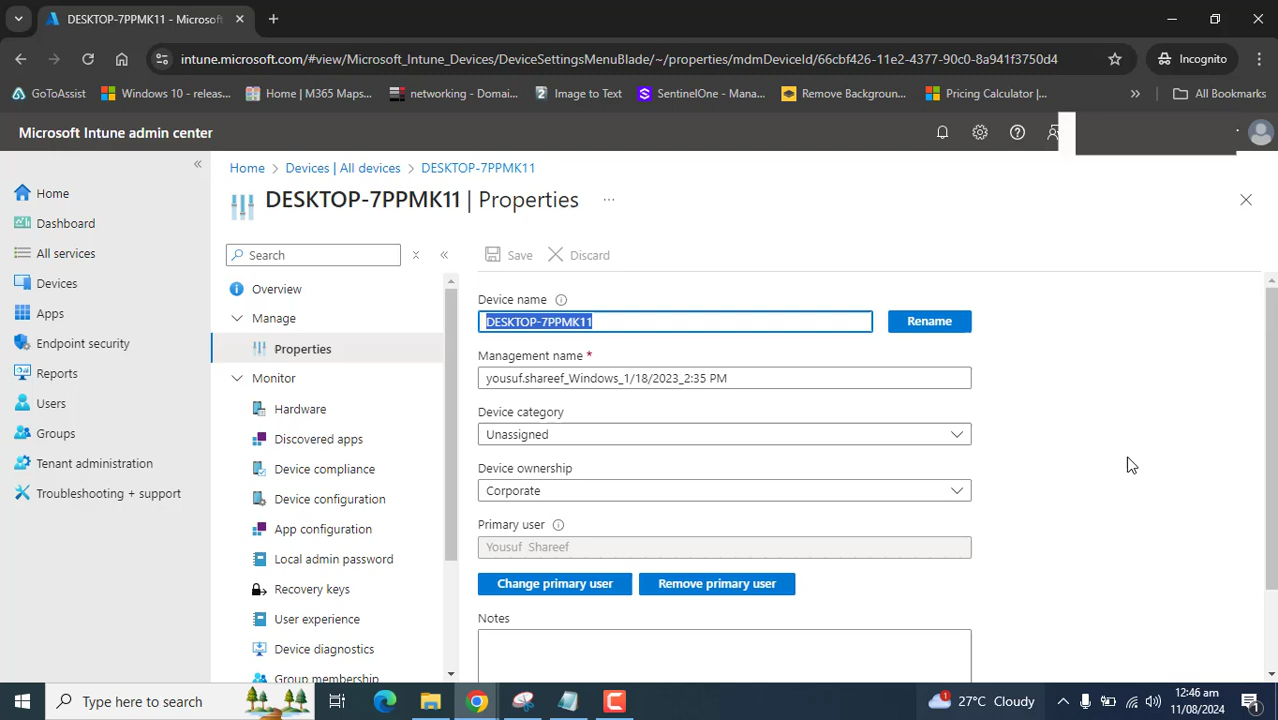 DESKTOP-7PPMK11 - Microsoft
intune.microsoft.com/#view/Microsoft_Intune_Devices/DeviceSettingsMenuBlade/~/properties/mdmDeviceId/66cbf426-11e2-4377-90c0-8a941f3750d4
Incognito
GoToAssist
Windows 10 - releas...
Home | M365 Maps...
networking - Domai...
Image to Text
SentinelOne - Mana...
Remove Backgroun...
Pricing Calculator |...
All Bookmarks
Microsoft Intune admin center
Home
Dashboard
All services
Devices
Apps
Endpoint security
Reports
Users
Groups
Tenant administration
Troubleshooting + support
Home > Devices | All devices > DESKTOP-7PPMK11
DESKTOP-7PPMK11 | Properties ...
Search
Overview
Manage
Properties
Monitor
Hardware
Discovered apps
Device compliance
Device configuration
App configuration
Local admin password
Recovery keys
User experience
Device diagnostics
Group membership
Save
Discard
Device name
DESKTOP-7PPMK11
Rename
Management name *
yousuf.shareef_Windows_1/18/2023_2:35 PM
Device category
Unassigned
Device ownership
Corporate
Primary user
Yousuf Shareef
Change primary user
Remove primary user
Notes
Type here to search
27°C Cloudy
12:46 am
11/08/2024